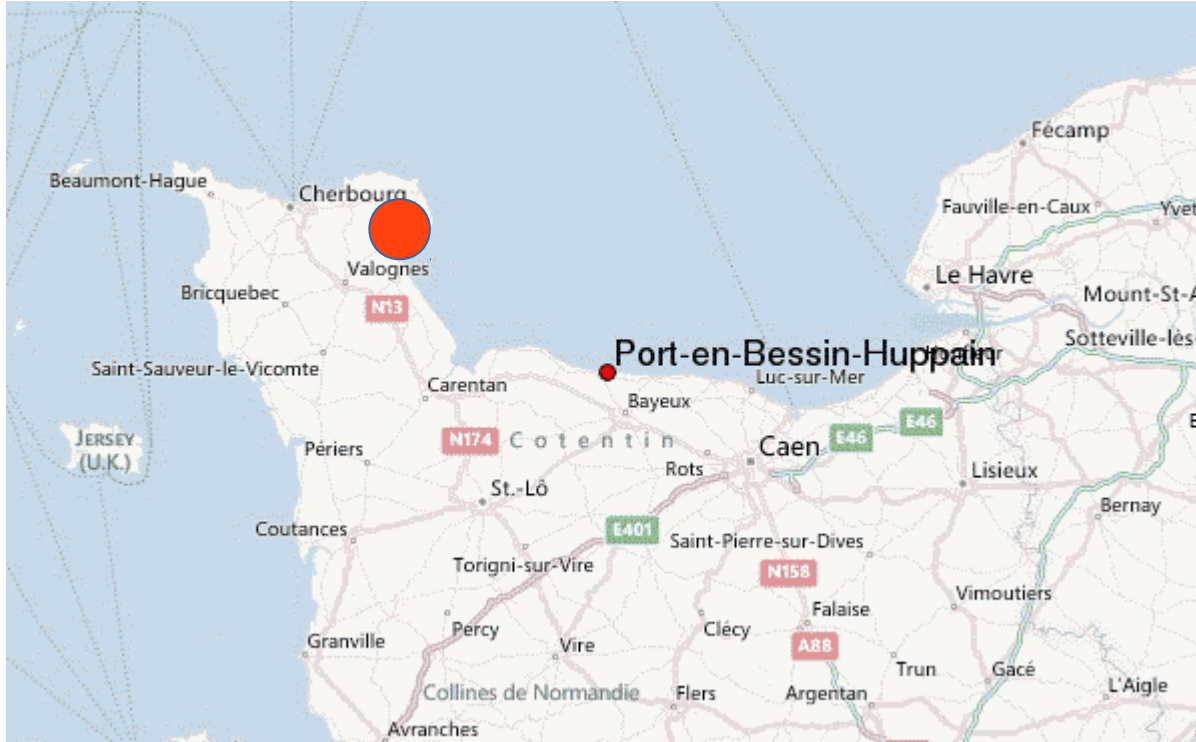 Fécamp
Beaumont-Hague
Cherbourg
Fauville-en-Caux
Valognes
Le Havre
Bricquebec
N13
Sotteville-lès-
Port-en-Bessin-Huppain
Saint-Sauveur-le-Vicomte
Carentan
Luc-sur-Mer
Bayeux
E46
JERSEY
(U.K.)
N174
Cotentin
E46
Périers
Caen
Rots
Lisieux
St.-Lô
Bernay
Coutances
E401
Saint-Pierre-sur-Dives
Torigni-sur-Vire
N158
Vimoutiers
Falaise
Percy
Clécy
Granville
Vire
A88
Trun
Gacé
Collines de Normandie
Flers
Argentan
L'Aigle
Avranches